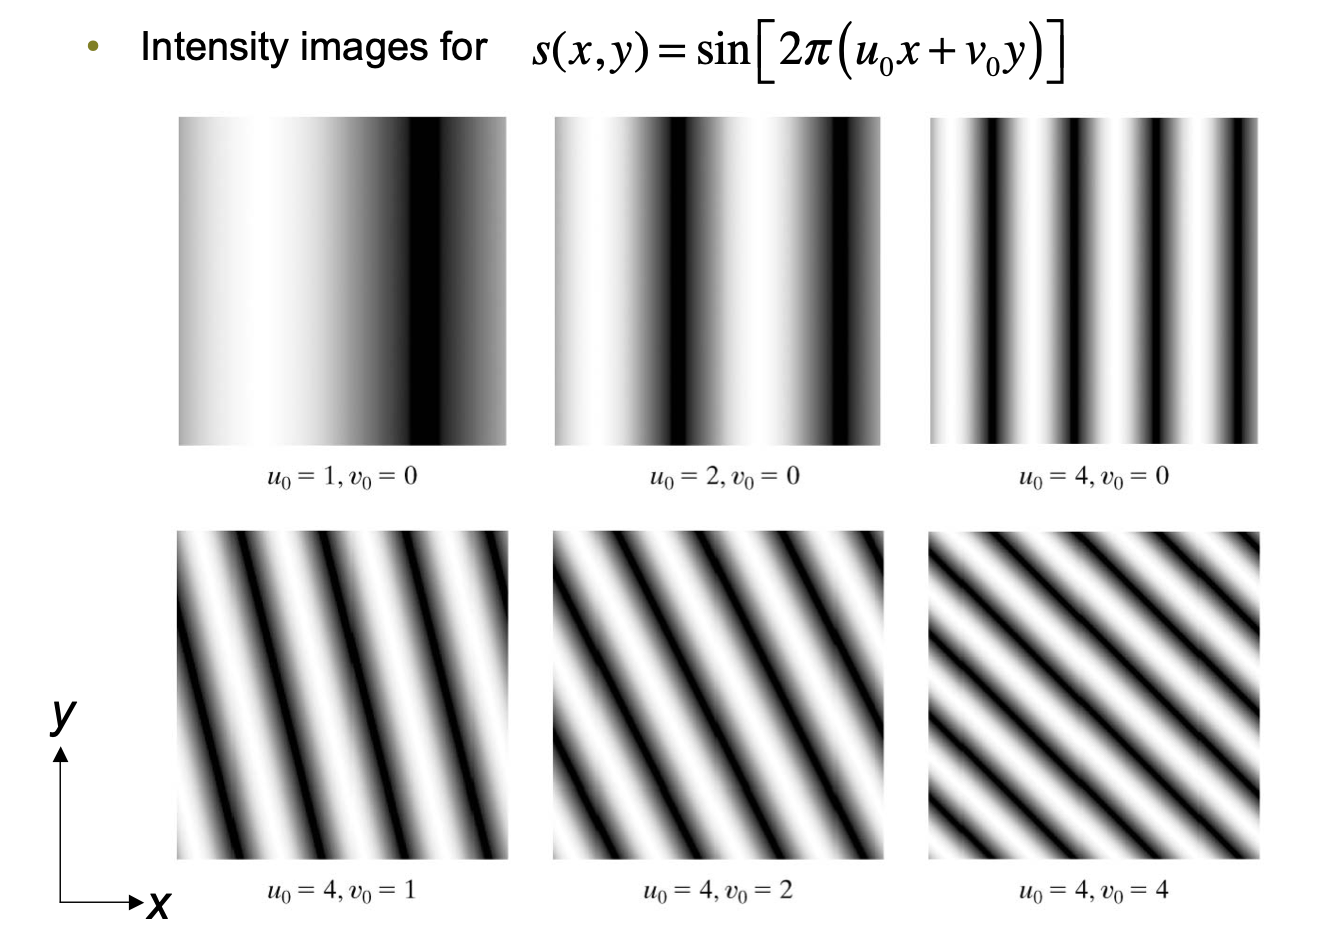 • Intensity images for s(x,y) = sin[2π(u₀x + v₀y)]
u₀ = 1, v₀ = 0
u₀ = 2, v₀ = 0
u₀ = 4, v₀ = 0
y
x
u₀ = 4, v₀ = 1
u₀ = 4, v₀ = 2
u₀ = 4, v₀ = 4